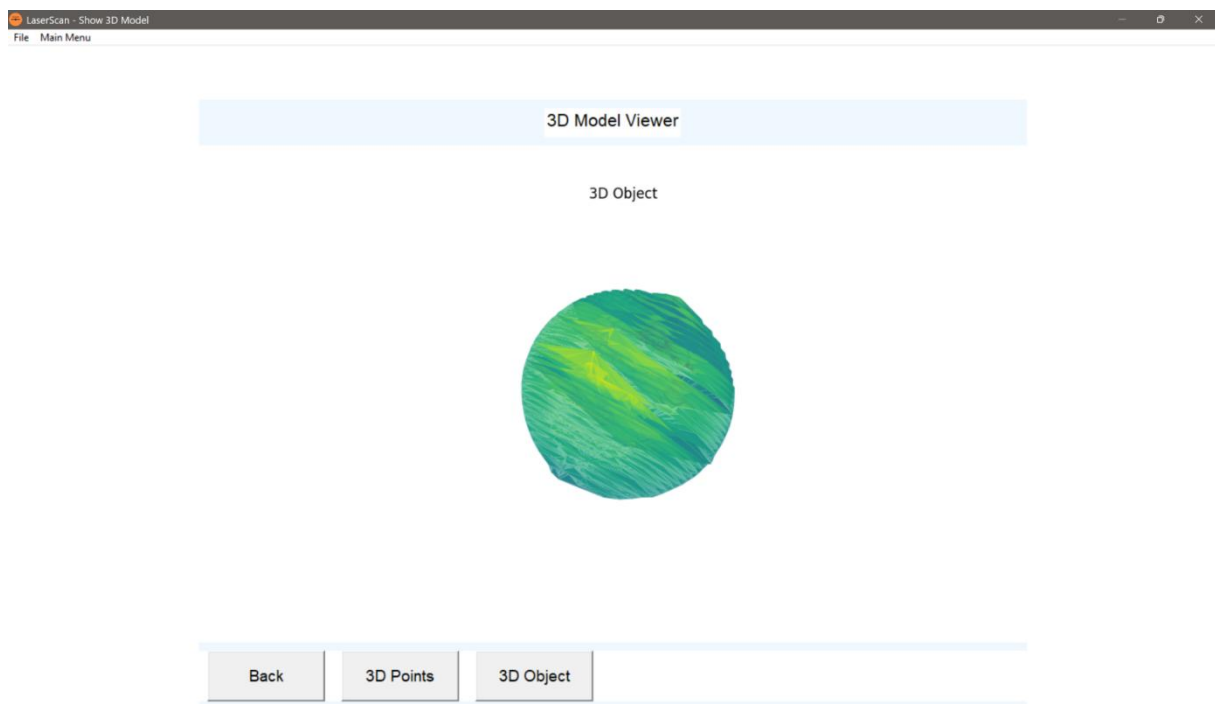 LaserScan - Show 3D Model
File Main Menu
3D Model Viewer
3D Object
Back 3D Points 3D Object